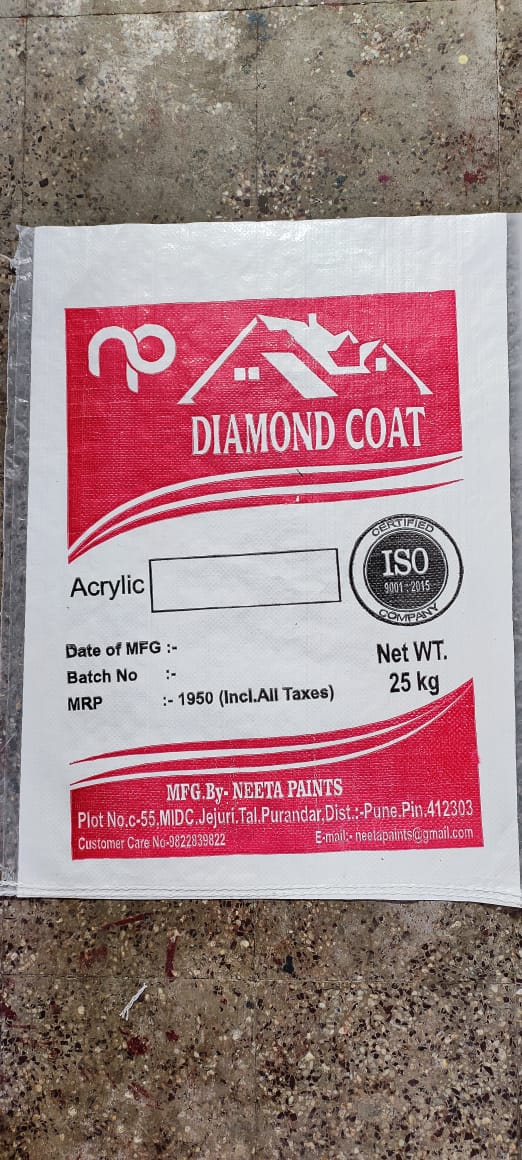 np
DIAMOND COAT
Acrylic
CERTIFIED
ISO
9001:2015
COMPANY
Date of MFG :-
Batch No :-
MRP :- 1950 (Incl.All Taxes)
Net WT.
25 kg
MFG.By- NEETA PAINTS
Plot No.c-55,MIDC.Jejuri.Tal.Purandar,Dist.:-Pune.Pin.412303
Customer Care No-9822839822
E-mail:- neetapaints@gmail.com